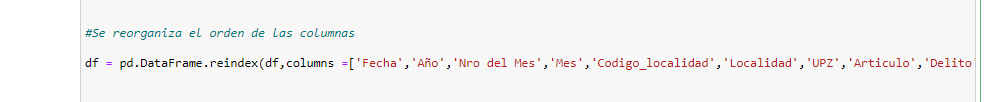 #Se reorganiza el orden de las columnas
df = pd.DataFrame.reindex(df,columns =['Fecha','Año','Nro del Mes','Mes','Codigo_localidad','Localidad','UPZ','Articulo','Delito'